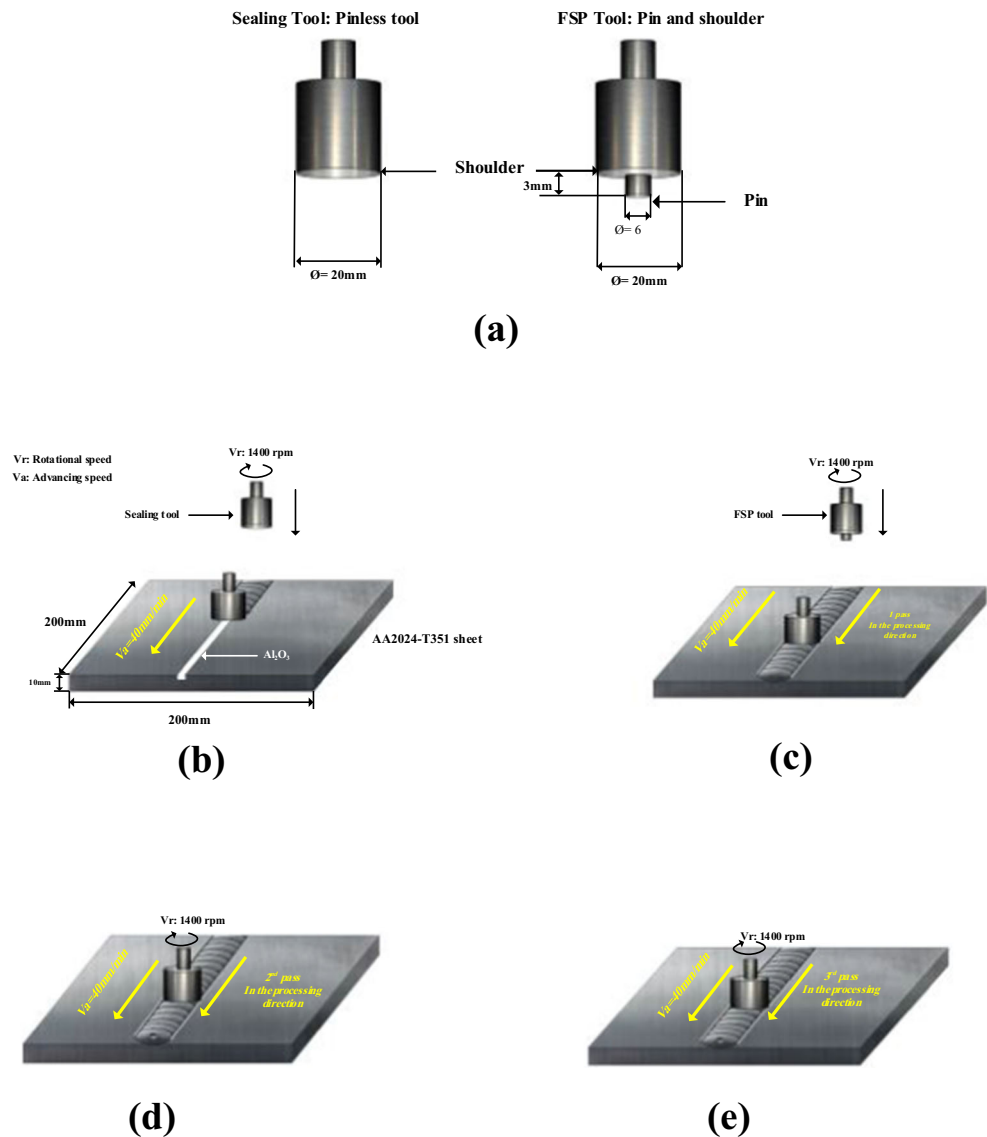 Sealing Tool: Pinless tool
FSP Tool: Pin and shoulder
Shoulder
3mm
Pin
Ø= 6
Ø= 20mm
Ø= 20mm
(a)
Vr: Rotational speed
Va: Advancing speed
Vr: 1400 rpm
Sealing tool
200mm
Va=40mm/min
AA2024-T351 sheet
Al₂O₃
10mm
200mm
(b)
Vr: 1400 rpm
FSP tool
Va=40mm/min
1 pass
In the processing
direction
(c)
Vr: 1400 rpm
Va=40mm/min
2ⁿᵈ pass
In the processing
direction
(d)
Vr: 1400 rpm
Va=40mm/min
3ʳᵈ pass
In the processing
direction
(e)